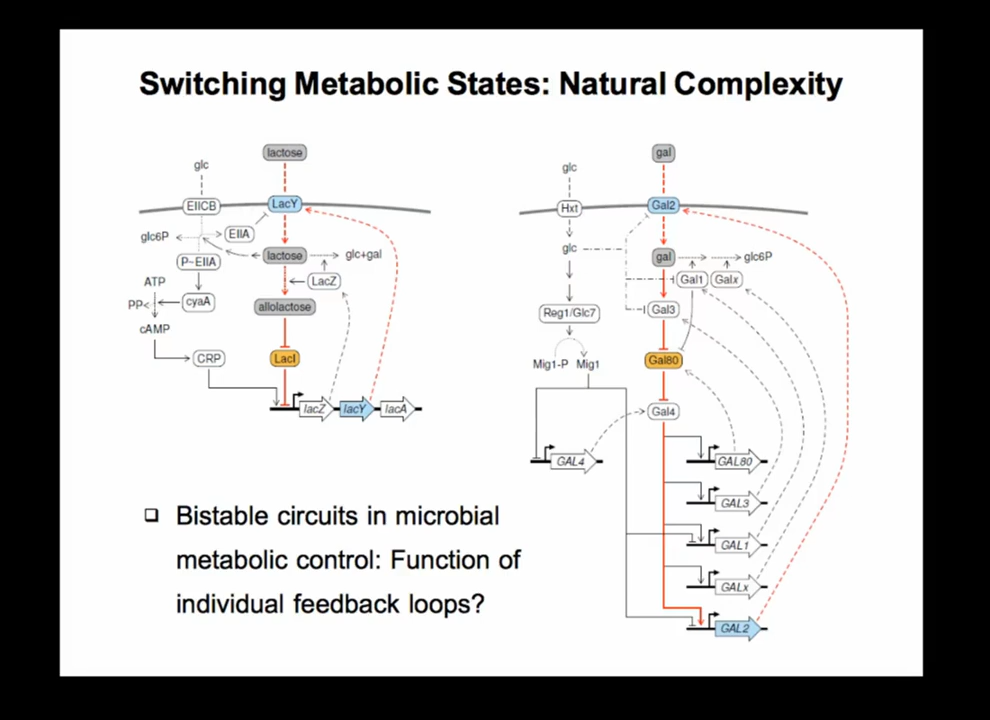 Switching Metabolic States: Natural Complexity
glc
lactose
EIICB
LacY
EIIA
glc6P
P~EIIA
lactose
glc+gal
LacZ
ATP
PP
cyaA
cAMP
allolactose
CRP
LacI
lacZ
lacY
lacA
glc
gal
Hxt
Gal2
glc
gal
glc6P
Gal1
Galx
Reg1/Glc7
Gal3
Mig1-P
Mig1
Gal80
Gal4
GAL4
GAL80
GAL3
GAL1
GALx
GAL2
❑ Bistable circuits in microbial
metabolic control: Function of
individual feedback loops?